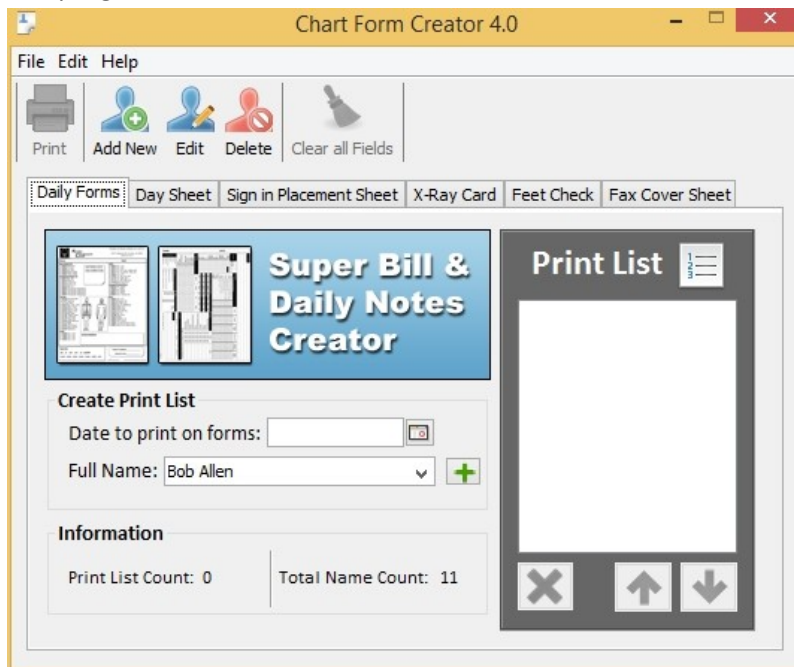 Chart Form Creator 4.0
File Edit Help
Print Add New Edit Delete Clear all Fields
Daily Forms Day Sheet Sign in Placement Sheet X-Ray Card Feet Check Fax Cover Sheet
Super Bill &
Daily Notes
Creator
Print List
1
2
3
Create Print List
Date to print on forms:
Full Name: Bob Allen
Information
Print List Count: 0 Total Name Count: 11